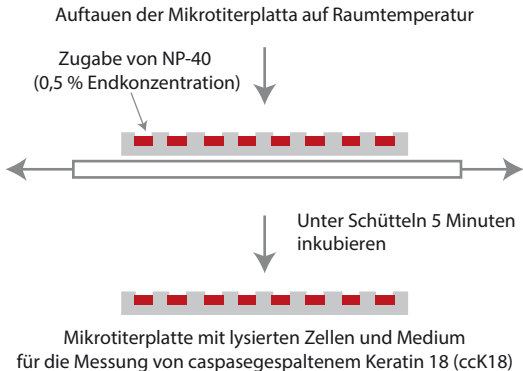 Auftauen der Mikrotiterplatta auf Raumtemperatur
Zugabe von NP-40
(0,5 % Endkonzentration)
Unter Schütteln 5 Minuten
inkubieren
Mikrotiterplatte mit lysierten Zellen und Medium
für die Messung von caspasegespaltenem Keratin 18 (ccK18)